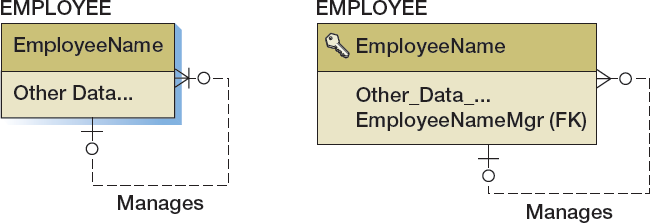 EMPLOYEE
EmployeeName
Other Data...
Manages
EMPLOYEE
EmployeeName
Other_Data_...
EmployeeNameMgr (FK)
Manages